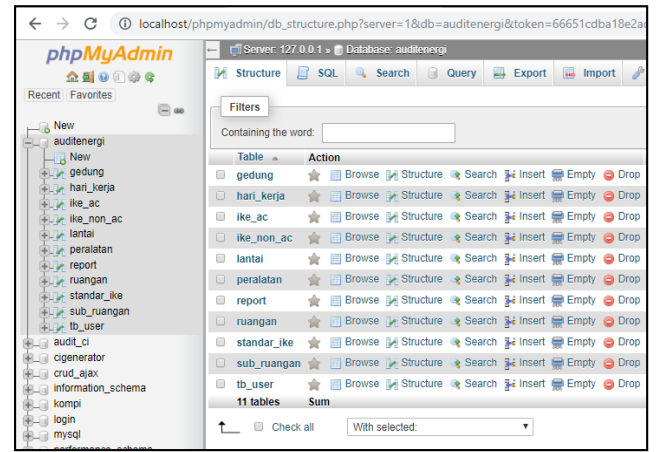 localhost/phpmyadmin/db_structure.php?server=1&db=auditenergi&token=66651cdba18e2a
phpMyAdmin
Recent Favorites
New
auditenergi
New
gedung
hari_kerja
ike_ac
ike_non_ac
lantai
peralatan
report
ruangan
standar_ike
sub_ruangan
tb_user
audit_ci
cigenerator
crud_ajax
information_schema
kompi
login
mysql
performance_schema
Server: 127.0.0.1 » Database: auditenergi
Structure SQL Search Query Export Import
Filters
Containing the word:
Table Action
gedung Browse Structure Search Insert Empty Drop
hari_kerja Browse Structure Search Insert Empty Drop
ike_ac Browse Structure Search Insert Empty Drop
ike_non_ac Browse Structure Search Insert Empty Drop
lantai Browse Structure Search Insert Empty Drop
peralatan Browse Structure Search Insert Empty Drop
report Browse Structure Search Insert Empty Drop
ruangan Browse Structure Search Insert Empty Drop
standar_ike Browse Structure Search Insert Empty Drop
sub_ruangan Browse Structure Search Insert Empty Drop
tb_user Browse Structure Search Insert Empty Drop
11 tables Sum
Check all With selected: